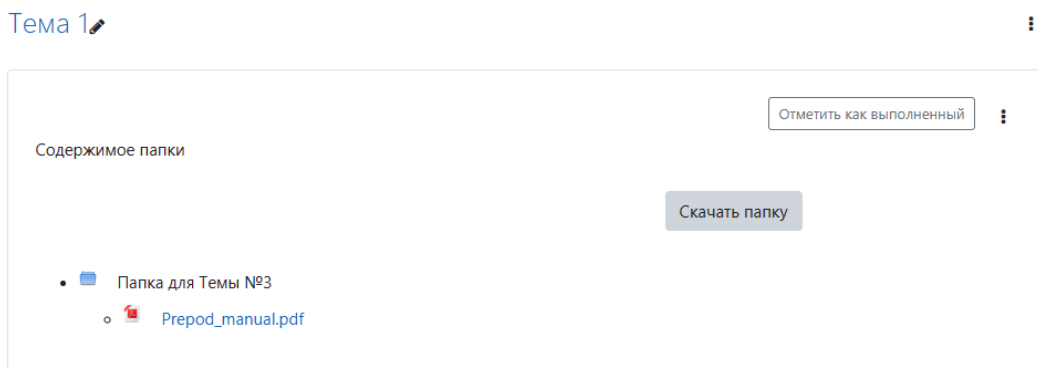 Тема 1
Отметить как выполненный
Содержимое папки
Скачать папку
Папка для Темы №3
Prepod_manual.pdf